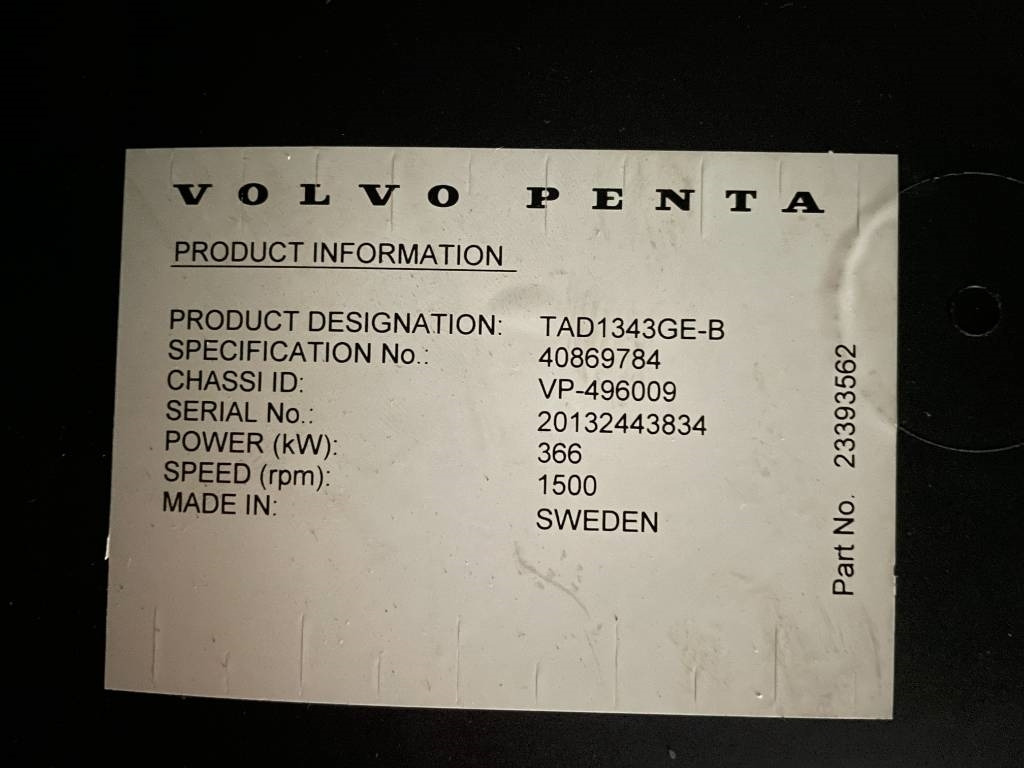 VOLVO PENTA
PRODUCT INFORMATION
PRODUCT DESIGNATION: TAD1343GE-B
SPECIFICATION No.: 40869784
CHASSI ID: VP-496009
SERIAL No.: 20132443834
POWER (kW): 366
SPEED (rpm): 1500
MADE IN: SWEDEN
Part No. 23393562